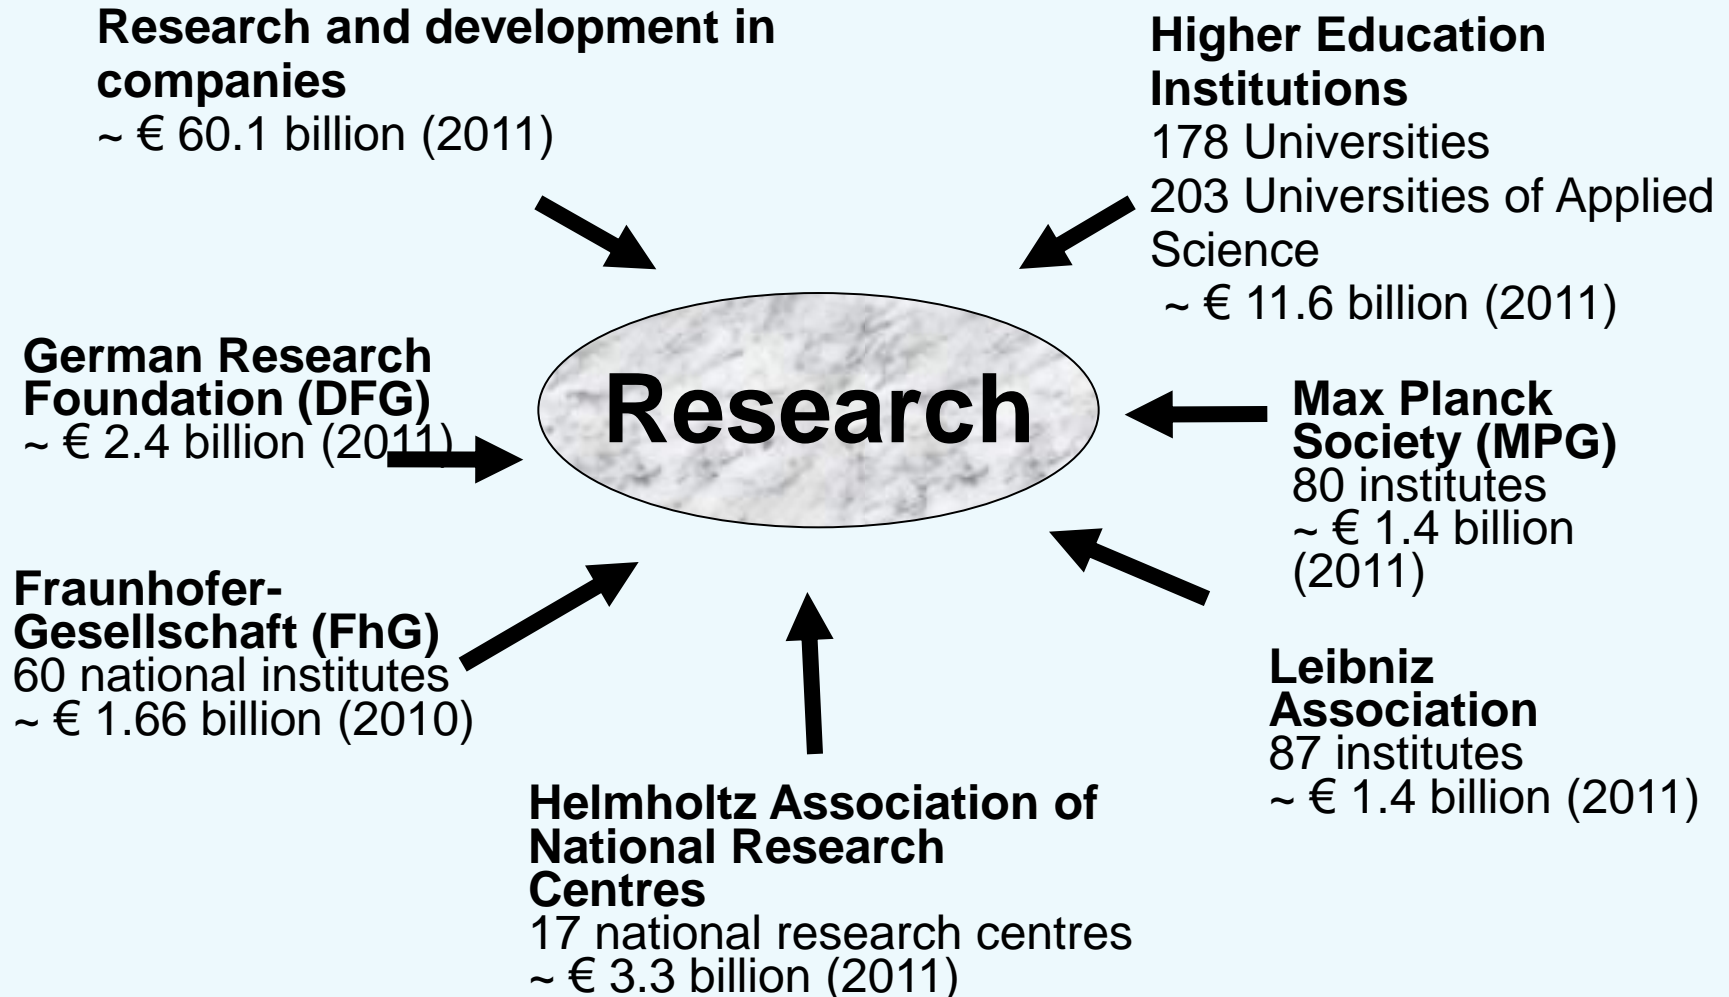 Research and development in
companies
~ € 60.1 billion (2011)
Higher Education
Institutions
178 Universities
203 Universities of Applied
Science
~ € 11.6 billion (2011)
German Research
Foundation (DFG)
~ € 2.4 billion (2011)
Research
Max Planck
Society (MPG)
80 institutes
~ € 1.4 billion
(2011)
Fraunhofer-
Gesellschaft (FhG)
60 national institutes
~ € 1.66 billion (2010)
Leibniz
Association
87 institutes
~ € 1.4 billion (2011)
Helmholtz Association of
National Research
Centres
17 national research centres
~ € 3.3 billion (2011)